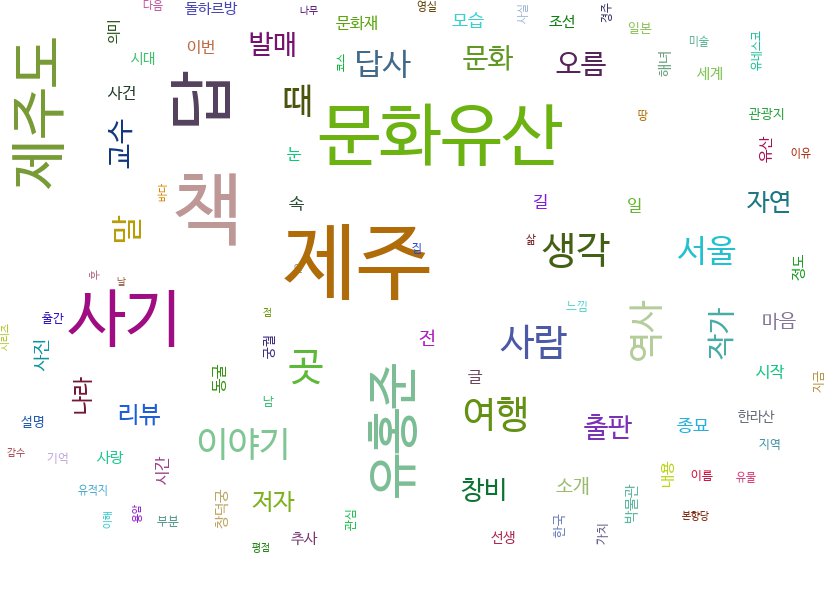 다음
돌하르방
나무
영실
사실
경주
의미
문화재
모습
조선
일본
이번
발매
시대
코스
답사
문화
오름
해녀
미술
유네스코
세계
제주도
사건
답
때
문화유산
땅
관광지
교수
눈
유산
이유
바다
책
속
길
일
자연
말
제주
집
삶
생각
서울
정도
후
날
사기
출간
점
느낌
시리즈
사진
궁궐
전
사람
역사
작가
마음
나라
동굴
곳
유홍준
글
시작
지금
설명
리뷰
남
여행
출판
종묘
한라산
지역
감수
기억
사랑
시간
이야기
유적지
창덕궁
저자
창비
소개
내용
이름
유물
박물관
이해
용암
부분
관심
평점
추사
선생
한국
가치
본향당